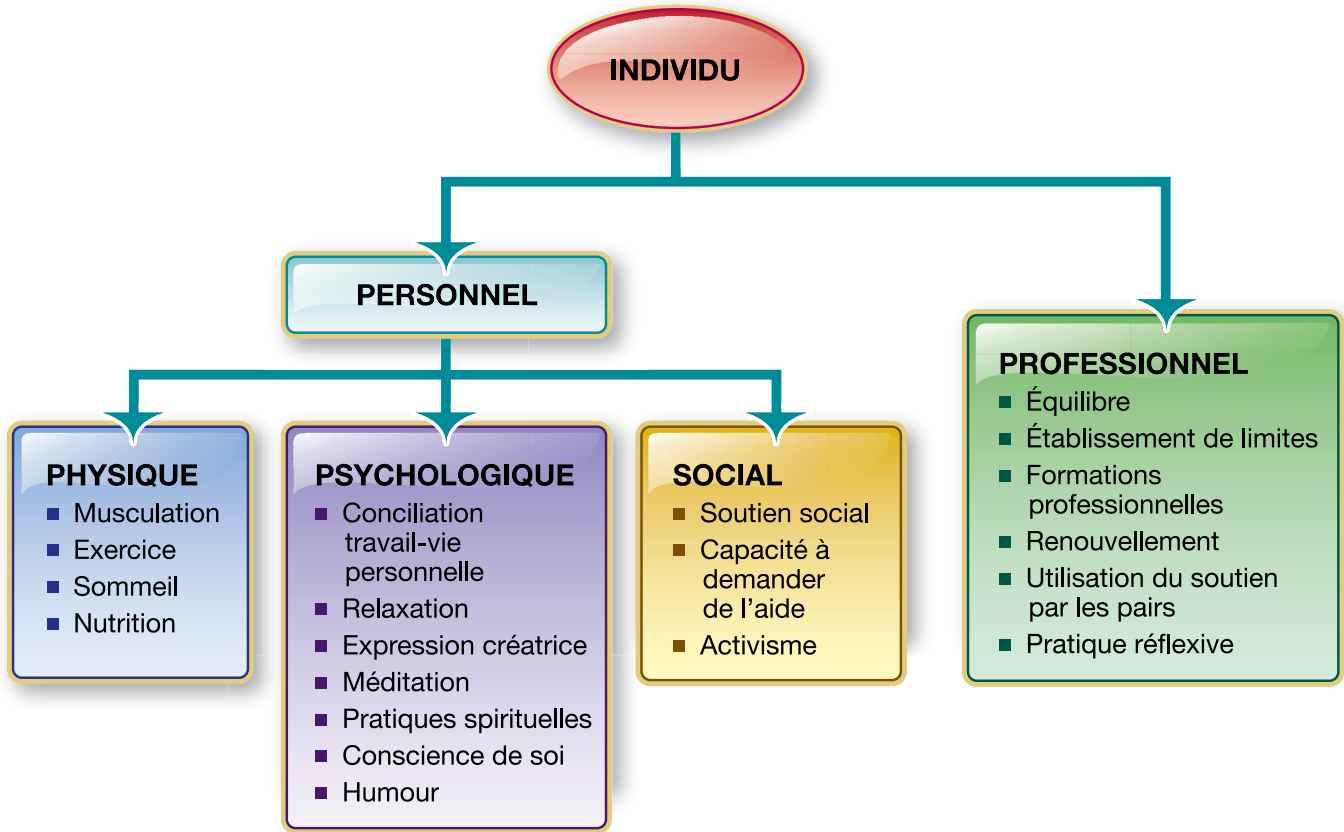 INDIVIDU
PERSONNEL
PHYSIQUE
Musculation
Exercice
Sommeil
Nutrition
PSYCHOLOGIQUE
Conciliation
travail-vie
personnelle
Relaxation
Expression créatrice
Méditation
Pratiques spirituelles
Conscience de soi
Humour
SOCIAL
Soutien social
Capacité à
demander
de l’aide
Activisme
PROFESSIONNEL
Équilibre
Établissement de limites
Formations
professionnelles
Renouvellement
Utilisation du soutien
par les pairs
Pratique réflexive